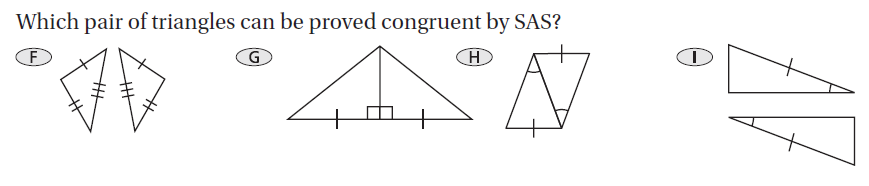 Which pair of triangles can be proved congruent by SAS?
F G H I